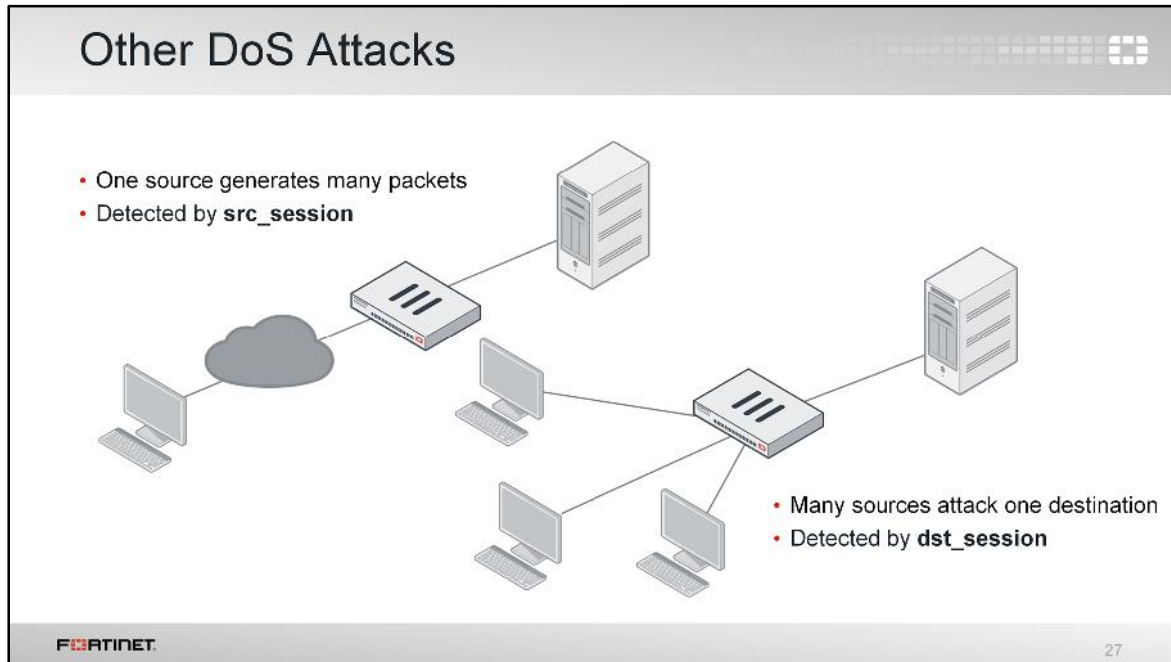 Other DoS Attacks
• One source generates many packets
• Detected by src_session
• Many sources attack one destination
• Detected by dst_session
FORTINET.
27